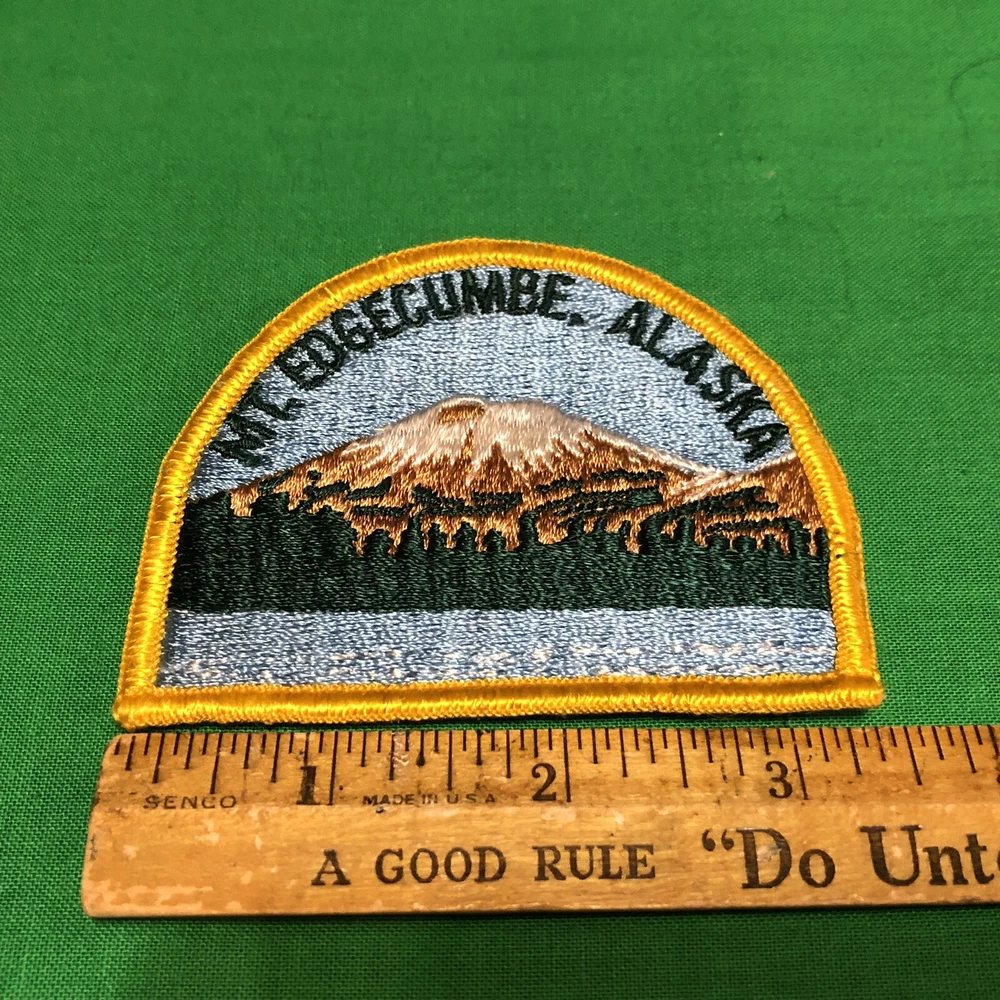 MT. EDGECUMBE. ALASKA
1 2 3
SENCO MADE IN U S A
A GOOD RULE "Do Unt